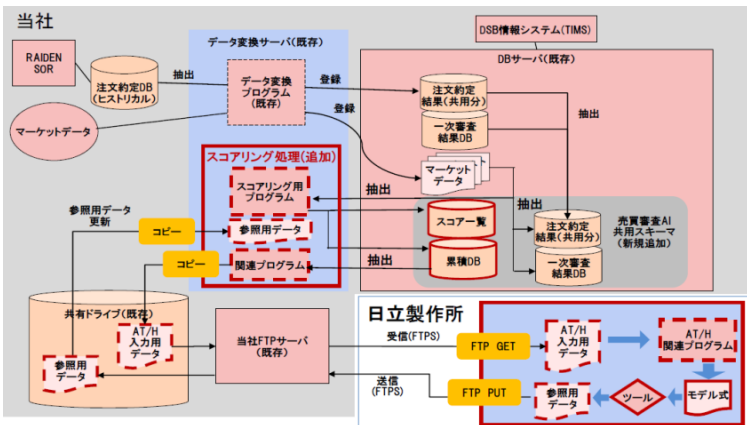 当社
DSB情報システム(TIMS)
データ変換サーバ(既存)
DBサーバ(既存)
RAIDEN
SOR
注文約定DB
(ヒストリカル)
抽出
データ変換
プログラム
(既存)
登録
注文約定
結果(共用分)
抽出
一次審査
結果DB
マーケットデータ
登録
マーケット
データ
スコアリング処理(追加)
スコアリング用
プログラム
抽出
抽出
売買審査AI
共用スキーマ
(新規追加)
参照用データ
更新
コピー
参照用データ
スコア一覧
注文約定
結果(共用分)
コピー
関連プログラム
抽出
累積DB
一次審査
結果DB
共有ドライブ(既存)
AT/H
入力用
データ
参照用
データ
当社FTPサーバ
(既存)
日立製作所
受信(FTPS)
FTP GET
AT/H
入力用
データ
AT/H
関連プログラム
送信
(FTPS)
FTP PUT
参照用
データ
ツール
モデル式